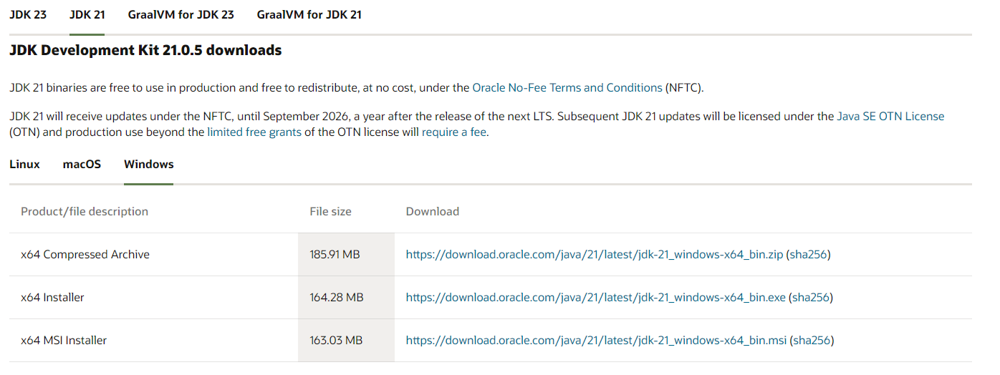 JDK 23 JDK 21 GraalVM for JDK 23 GraalVM for JDK 21
JDK Development Kit 21.0.5 downloads
JDK 21 binaries are free to use in production and free to redistribute, at no cost, under the Oracle No-Fee Terms and Conditions (NFTC).
JDK 21 will receive updates under the NFTC, until September 2026, a year after the release of the next LTS. Subsequent JDK 21 updates will be licensed under the Java SE OTN License
(OTN) and production use beyond the limited free grants of the OTN license will require a fee.
Linux macOS Windows
Product/file description File size Download
x64 Compressed Archive 185.91 MB https://download.oracle.com/java/21/latest/jdk-21_windows-x64_bin.zip (sha256)
x64 Installer 164.28 MB https://download.oracle.com/java/21/latest/jdk-21_windows-x64_bin.exe (sha256)
x64 MSI Installer 163.03 MB https://download.oracle.com/java/21/latest/jdk-21_windows-x64_bin.msi (sha256)